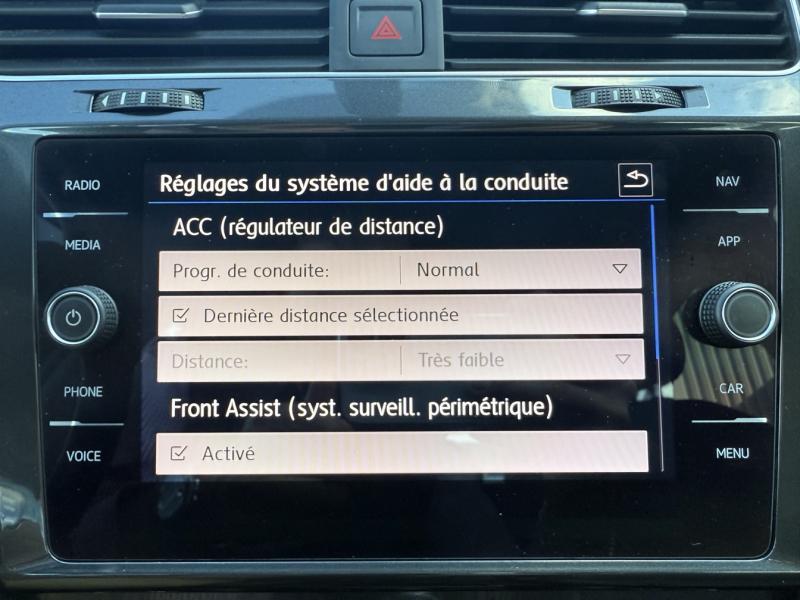 RADIO
MEDIA
PHONE
VOICE
Réglages du système d'aide à la conduite
ACC (régulateur de distance)
Progr. de conduite: Normal
Dernière distance sélectionnée
Distance: Très faible
Front Assist (syst. surveill. périmétrique)
Activé
NAV
APP
CAR
MENU